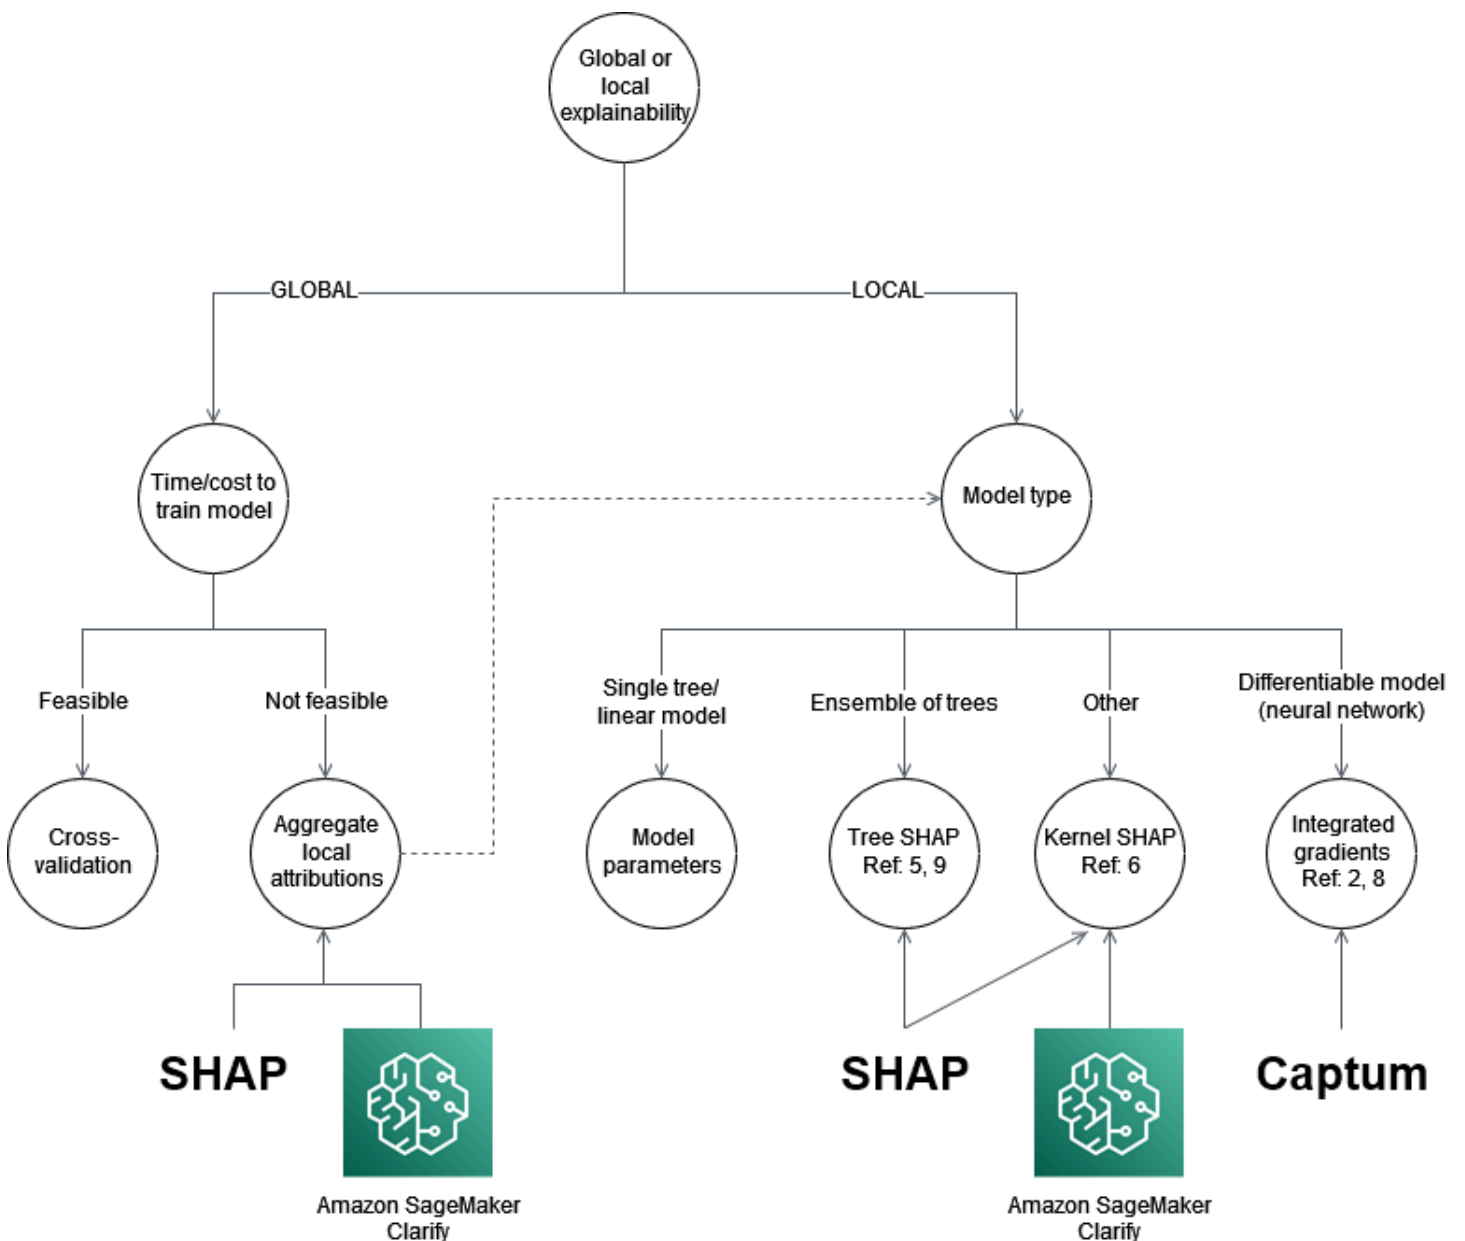 Global or
local
explainability
GLOBAL
LOCAL
Time/cost to
train model
Model type
Feasible
Not feasible
Single tree/
linear model
Ensemble of trees
Other
Differentiable model
(neural network)
Cross-
validation
Aggregate
local
attributions
Model
parameters
Tree SHAP
Ref: 5, 9
Kernel SHAP
Ref: 6
Integrated
gradients
Ref: 2, 8
SHAP
Amazon SageMaker
Clarify
SHAP
Amazon SageMaker
Clarify
Captum